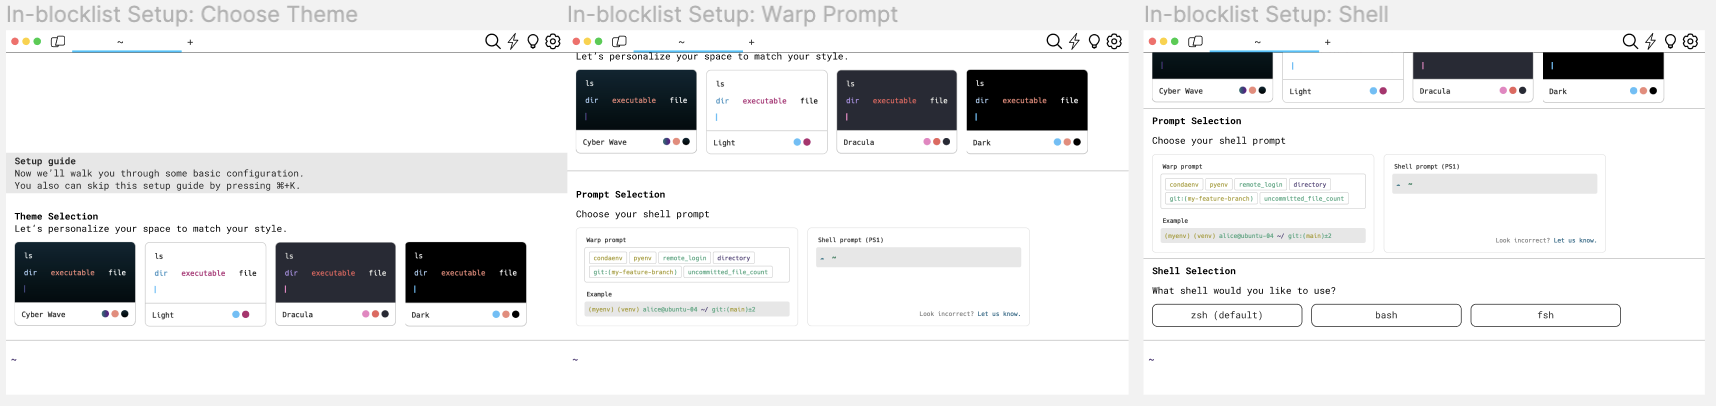 In-blocklist Setup: Choose Theme
~
+
Setup guide
Now we'll walk you through some basic configuration.
You also can skip this setup guide by pressing ⌘+K.
Theme Selection
Let's personalize your space to match your style.
ls
dir executable file
Cyber Wave
ls
dir executable file
Light
ls
dir executable file
Dracula
ls
dir executable file
Dark
~
In-blocklist Setup: Warp Prompt
~
+
Let's personalize your space to match your style.
ls
dir executable file
Cyber Wave
ls
dir executable file
Light
ls
dir executable file
Dracula
ls
dir executable file
Dark
Prompt Selection
Choose your shell prompt
Warp prompt
condaenv pyenv remote_login directory
git:(my-feature-branch) uncommitted_file_count
Example
(myenv) (venv) alice@ubuntu-04 ~/ git:(main)±2
Shell prompt (PS1)
Look incorrect? Let us know.
~
In-blocklist Setup: Shell
~
+
Cyber Wave
Light
Dracula
Dark
Prompt Selection
Choose your shell prompt
Warp prompt
condaenv pyenv remote_login directory
git:(my-feature-branch) uncommitted_file_count
Example
(myenv) (venv) alice@ubuntu-04 ~/ git:(main)±2
Shell prompt (PS1)
Look incorrect? Let us know.
Shell Selection
What shell would you like to use?
zsh (default)
bash
fsh
~